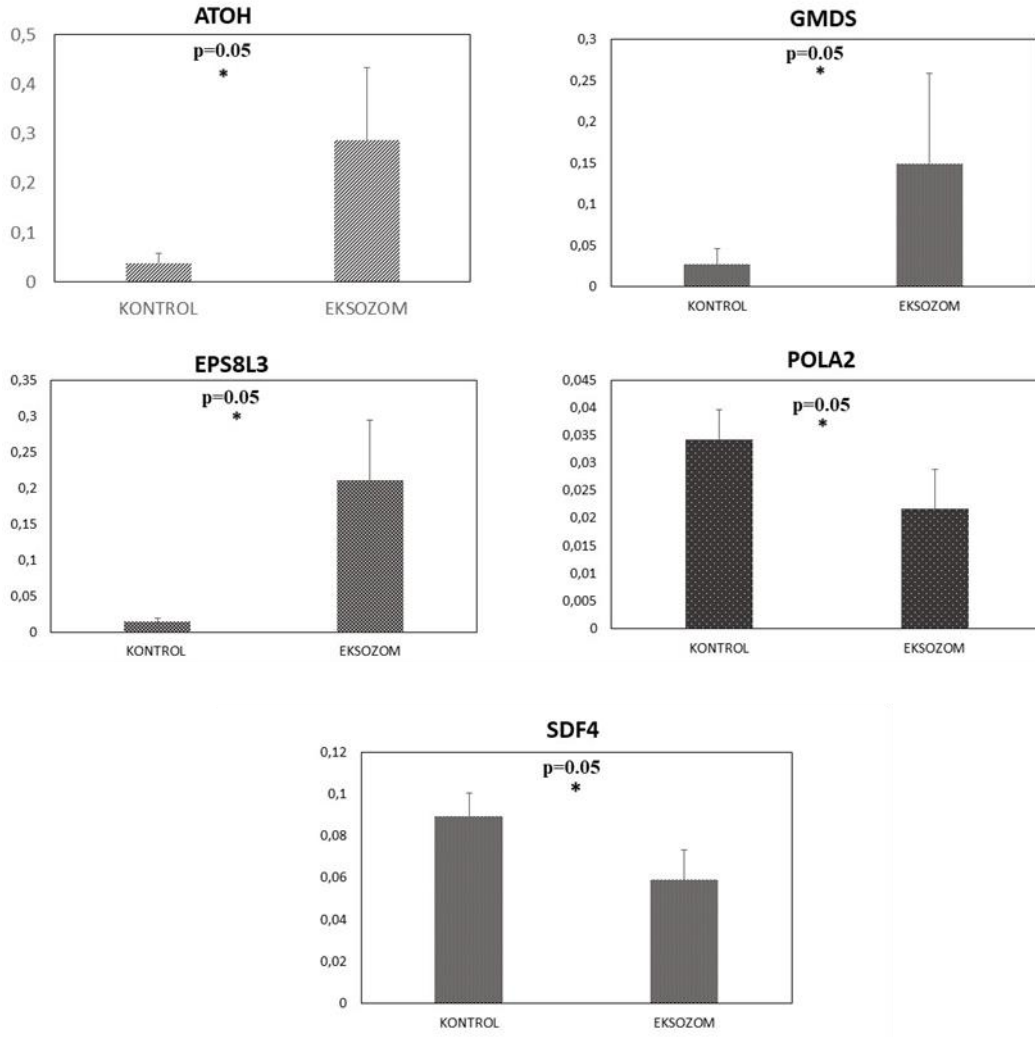 ATOH
p=0.05
*
0,5
0,4
0,3
0,2
0,1
0
KONTROL EKSOZOM
GMDS
p=0.05
*
0,3
0,25
0,2
0,15
0,1
0,05
0
KONTROL EKSOZOM
EPS8L3
p=0.05
*
0,35
0,3
0,25
0,2
0,15
0,1
0,05
0
KONTROL EKSOZOM
POLA2
p=0.05
*
0,045
0,04
0,035
0,03
0,025
0,02
0,015
0,01
0,005
0
KONTROL EKSOZOM
SDF4
p=0.05
*
0,12
0,1
0,08
0,06
0,04
0,02
0
KONTROL EKSOZOM